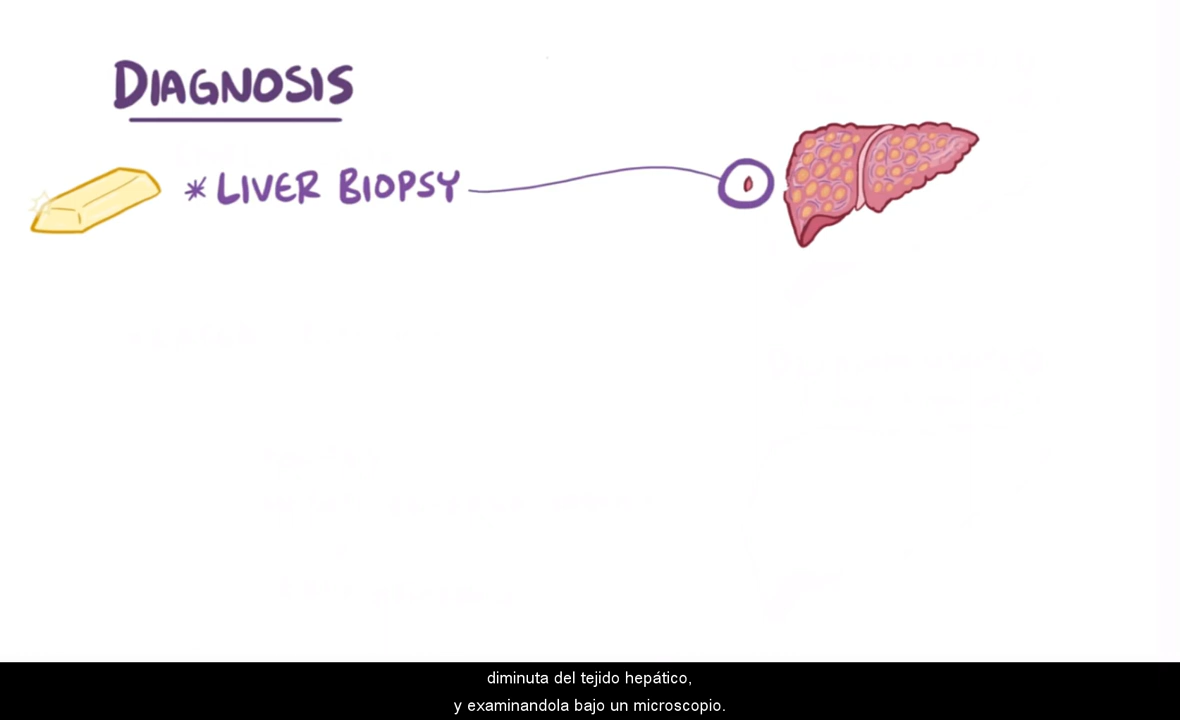 DIAGNOSIS
* LIVER BIOPSY
diminuta del tejido hepático,
y examinandola bajo un microscopio.